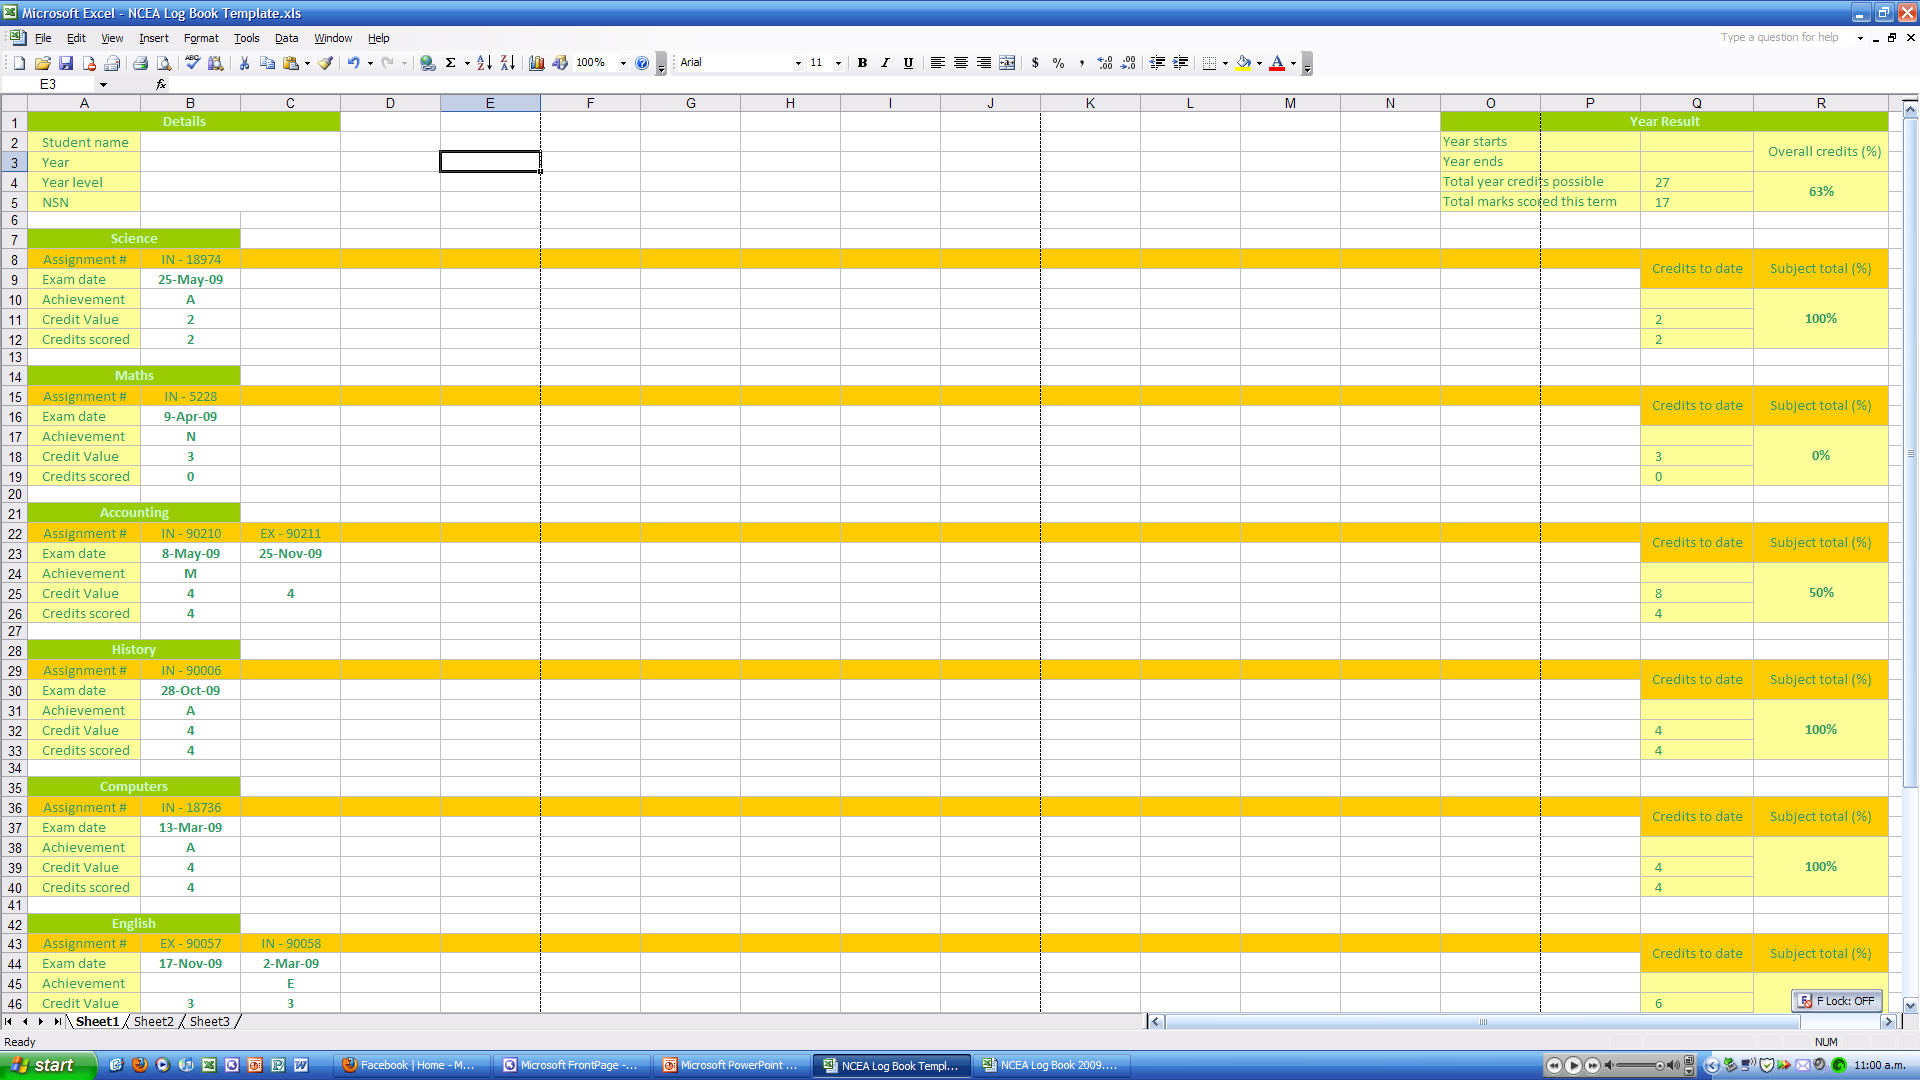 Microsoft Excel - NCEA Log Book Template.xls
File Edit View Insert Format Tools Data Window Help
Type a question for help
100% Arial 11 B I U $ % ,
E3 fx
A B C D E F G H I J K L M N O P Q R
1 Details Year Result
2 Student name Year starts Overall credits (%)
3 Year Year ends
4 Year level Total year credits possible 27 63%
5 NSN Total marks scored this term 17
6
7 Science
8 Assignment # IN - 18974 Credits to date Subject total (%)
9 Exam date 25-May-09
10 Achievement A
11 Credit Value 2 2 100%
12 Credits scored 2 2
13
14 Maths
15 Assignment # IN - 5228 Credits to date Subject total (%)
16 Exam date 9-Apr-09
17 Achievement N
18 Credit Value 3 3 0%
19 Credits scored 0 0
20
21 Accounting
22 Assignment # IN - 90210 EX - 90211 Credits to date Subject total (%)
23 Exam date 8-May-09 25-Nov-09
24 Achievement M
25 Credit Value 4 4 8 50%
26 Credits scored 4 4
27
28 History
29 Assignment # IN - 90006 Credits to date Subject total (%)
30 Exam date 28-Oct-09
31 Achievement A
32 Credit Value 4 4 100%
33 Credits scored 4 4
34
35 Computers
36 Assignment # IN - 18736 Credits to date Subject total (%)
37 Exam date 13-Mar-09
38 Achievement A
39 Credit Value 4 4 100%
40 Credits scored 4 4
41
42 English
43 Assignment # EX - 90057 IN - 90058 Credits to date Subject total (%)
44 Exam date 17-Nov-09 2-Mar-09
45 Achievement E
46 Credit Value 3 3 6
F Lock: OFF
Sheet1 Sheet2 Sheet3
Ready NUM
start Facebook | Home - M... Microsoft FrontPage -... Microsoft PowerPoint ... NCEA Log Book Templ... NCEA Log Book 2009.... 11:00 a.m.